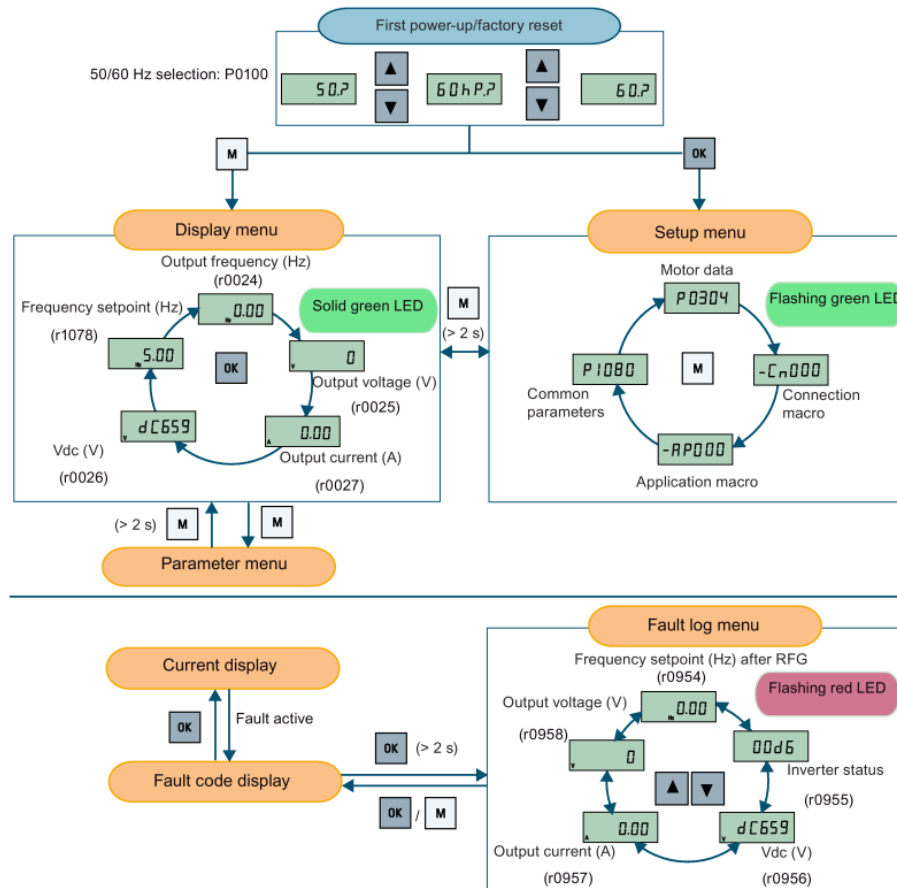 First power-up/factory reset
50/60 Hz selection: P0100
50.?
60hP.?
60.?
M
OK
Display menu
Setup menu
Output frequency (Hz)
(r0024)
Hz 0.00
Solid green LED
Frequency setpoint (Hz)
(r1078)
Hz 5.00
OK
V 0
Output voltage (V)
(r0025)
V dC659
Vdc (V)
(r0026)
A 0.00
Output current (A)
(r0027)
M
(> 2 s)
Motor data
P0304
Flashing green LED
P1080
Common
parameters
M
-Cn000
Connection
macro
-AP000
Application macro
(> 2 s)
M
M
Parameter menu
Fault log menu
Current display
OK
Fault active
Fault code display
OK (> 2 s)
OK / M
Frequency setpoint (Hz) after RFG
(r0954)
Hz 0.00
Flashing red LED
Output voltage (V)
(r0958)
V 0
00d6
Inverter status
(r0955)
A 0.00
Output current (A)
(r0957)
V dC659
Vdc (V)
(r0956)